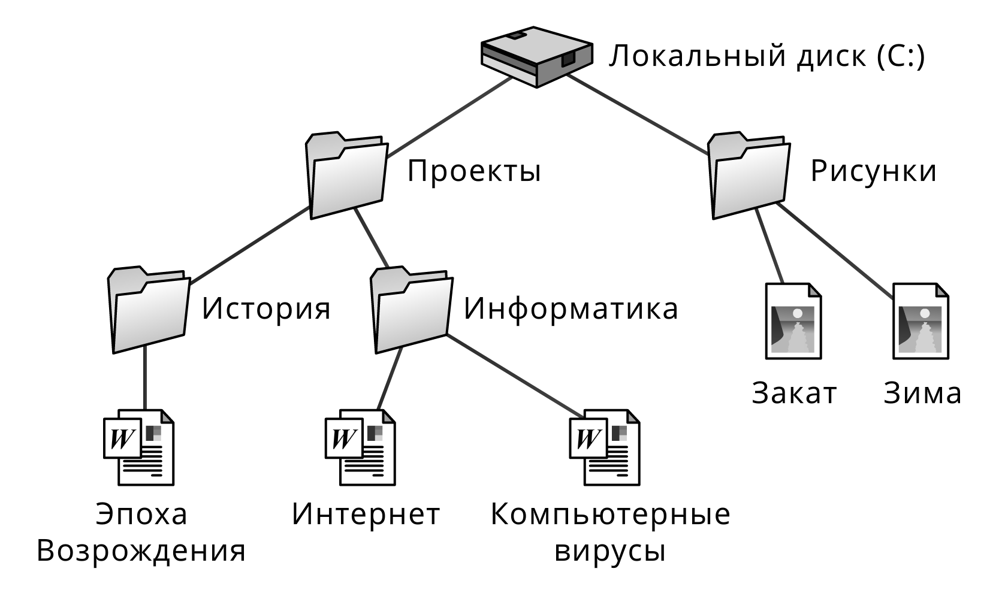 Локальный диск (C:)
Проекты
Рисунки
История
Информатика
Закат
Зима
W
W
W
Эпоха
Возрождения
Интернет
Компьютерные
вирусы